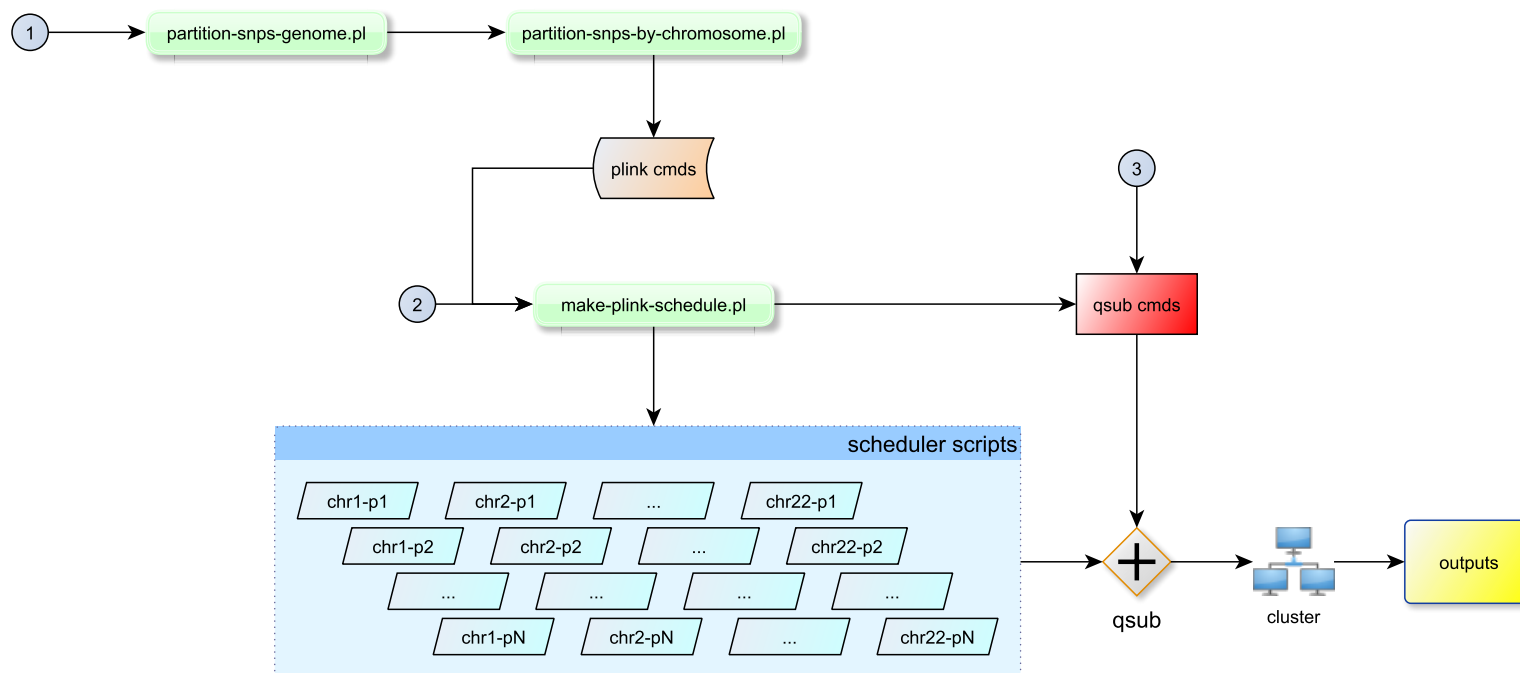 1
partition-snps-genome.pl
partition-snps-by-chromosome.pl
plink cmds
3
2
make-plink-schedule.pl
qsub cmds
scheduler scripts
chr1-p1
chr2-p1
...
chr22-p1
chr1-p2
chr2-p2
...
chr22-p2
...
...
...
...
chr1-pN
chr2-pN
...
chr22-pN
qsub
cluster
outputs